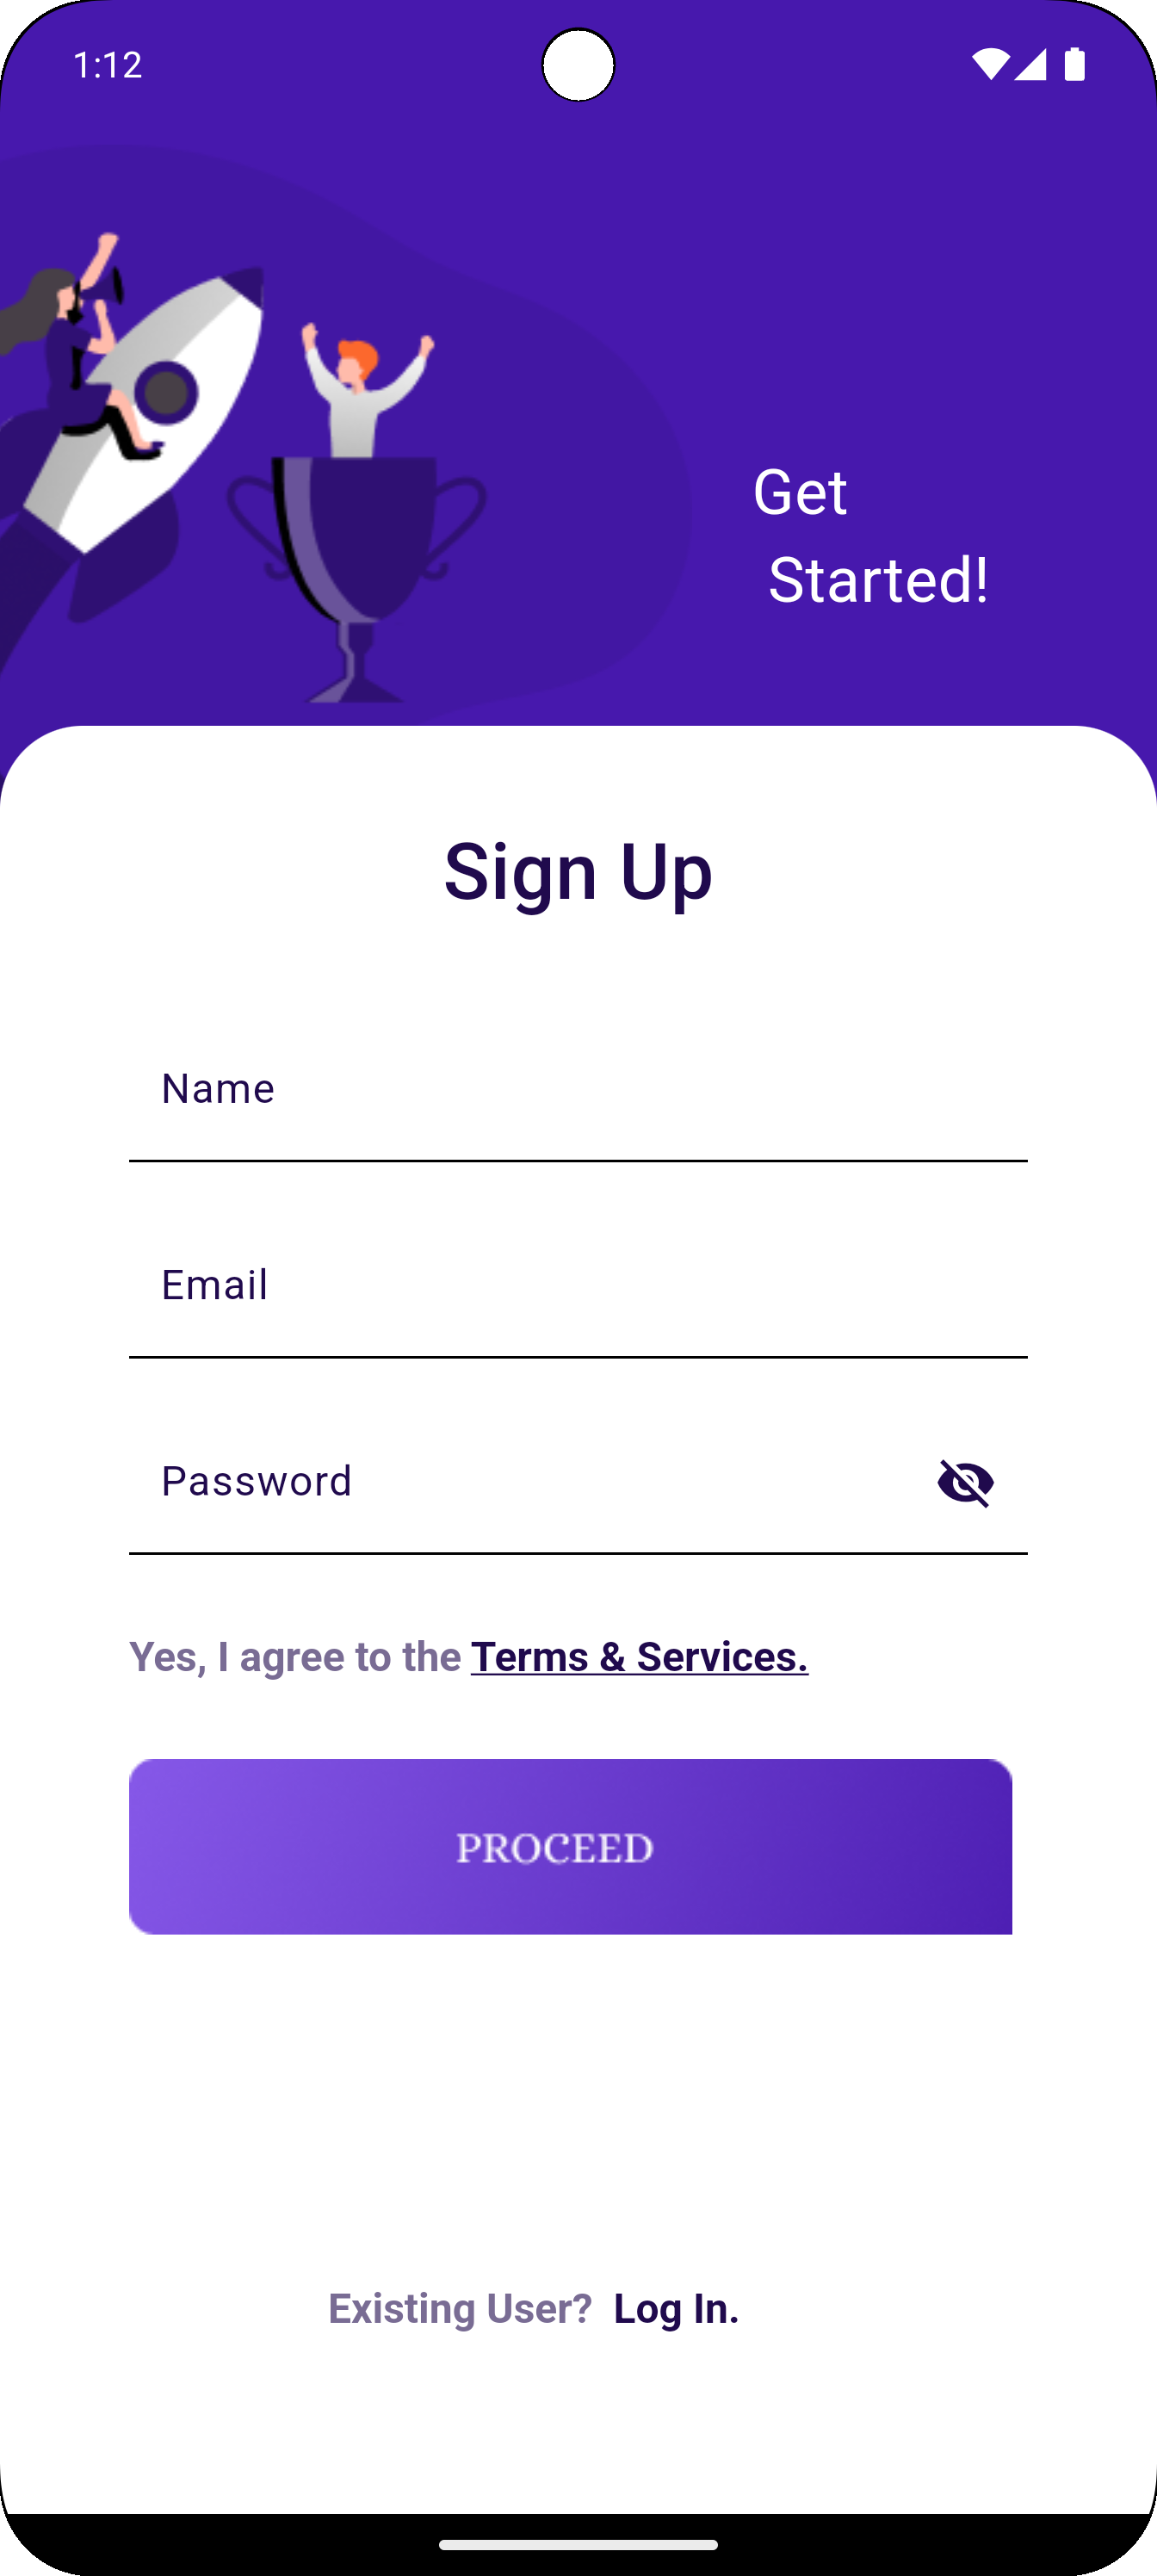 1:12
Get
Started!
Sign Up
Name
Email
Password
Yes, I agree to the Terms & Services.
PROCEED
Existing User? Log In.